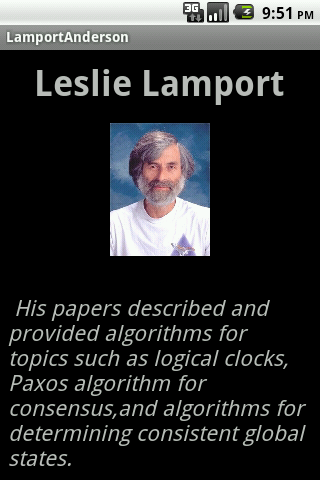 3G 9:51 PM
LamportAnderson
Leslie Lamport
His papers described and
provided algorithms for
topics such as logical clocks,
Paxos algorithm for
consensus,and algorithms for
determining consistent global
states.